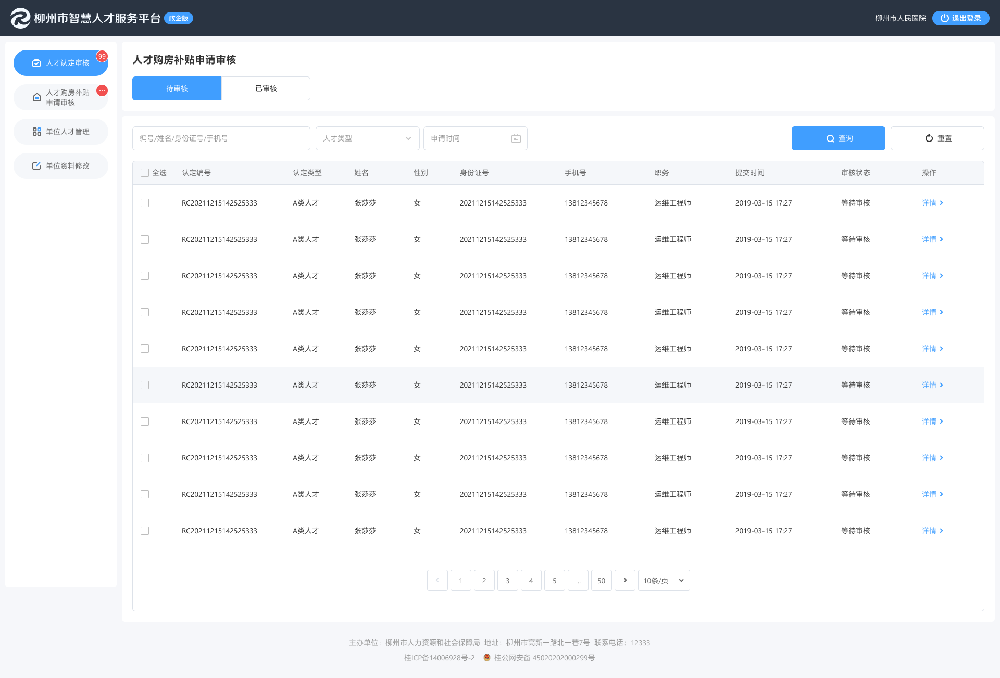 柳州市智慧人才服务平台 政企版
柳州市人民医院 退出登录
人才认定审核 99
人才购房补贴
申请审核
单位人才管理
单位资料修改
人才购房补贴申请审核
待审核 已审核
编号/姓名/身份证号/手机号 人才类型 申请时间 查询 重置
全选 认定编号 认定类型 姓名 性别 身份证号 手机号 职务 提交时间 审核状态 操作
RC20211215142525333 A类人才 张莎莎 女 20211215142525333 13812345678 运维工程师 2019-03-15 17:27 等待审核 详情
RC20211215142525333 A类人才 张莎莎 女 20211215142525333 13812345678 运维工程师 2019-03-15 17:27 等待审核 详情
RC20211215142525333 A类人才 张莎莎 女 20211215142525333 13812345678 运维工程师 2019-03-15 17:27 等待审核 详情
RC20211215142525333 A类人才 张莎莎 女 20211215142525333 13812345678 运维工程师 2019-03-15 17:27 等待审核 详情
RC20211215142525333 A类人才 张莎莎 女 20211215142525333 13812345678 运维工程师 2019-03-15 17:27 等待审核 详情
RC20211215142525333 A类人才 张莎莎 女 20211215142525333 13812345678 运维工程师 2019-03-15 17:27 等待审核 详情
RC20211215142525333 A类人才 张莎莎 女 20211215142525333 13812345678 运维工程师 2019-03-15 17:27 等待审核 详情
RC20211215142525333 A类人才 张莎莎 女 20211215142525333 13812345678 运维工程师 2019-03-15 17:27 等待审核 详情
RC20211215142525333 A类人才 张莎莎 女 20211215142525333 13812345678 运维工程师 2019-03-15 17:27 等待审核 详情
RC20211215142525333 A类人才 张莎莎 女 20211215142525333 13812345678 运维工程师 2019-03-15 17:27 等待审核 详情
1 2 3 4 5 ... 50 10条/页
主办单位：柳州市人力资源和社会保障局 地址：柳州市高新一路北一巷7号 联系电话：12333
桂ICP备14006928号-2 桂公网安备 45020202000299号